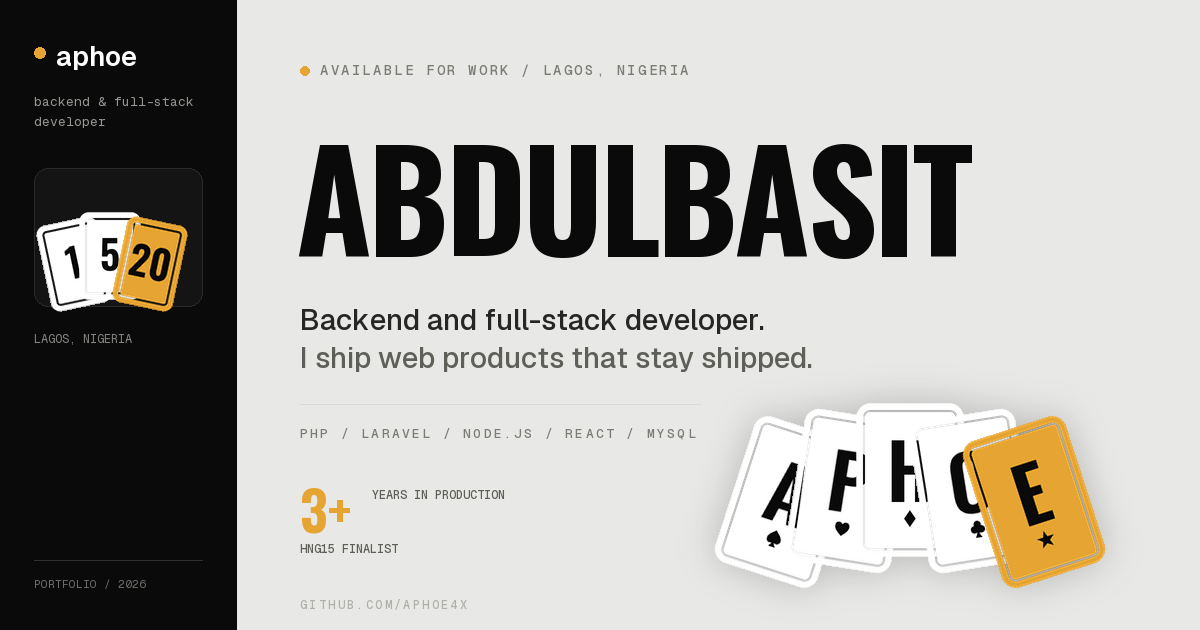 aphoe
backend & full-stack
developer
1 5 20
LAGOS, NIGERIA
PORTFOLIO / 2026
AVAILABLE FOR WORK / LAGOS, NIGERIA
ABDULBASIT
Backend and full-stack developer.
I ship web products that stay shipped.
PHP / LARAVEL / NODE.JS / REACT / MYSQL
3+ YEARS IN PRODUCTION
HNG15 FINALIST
A P H O E
GITHUB.COM/APHOE4X